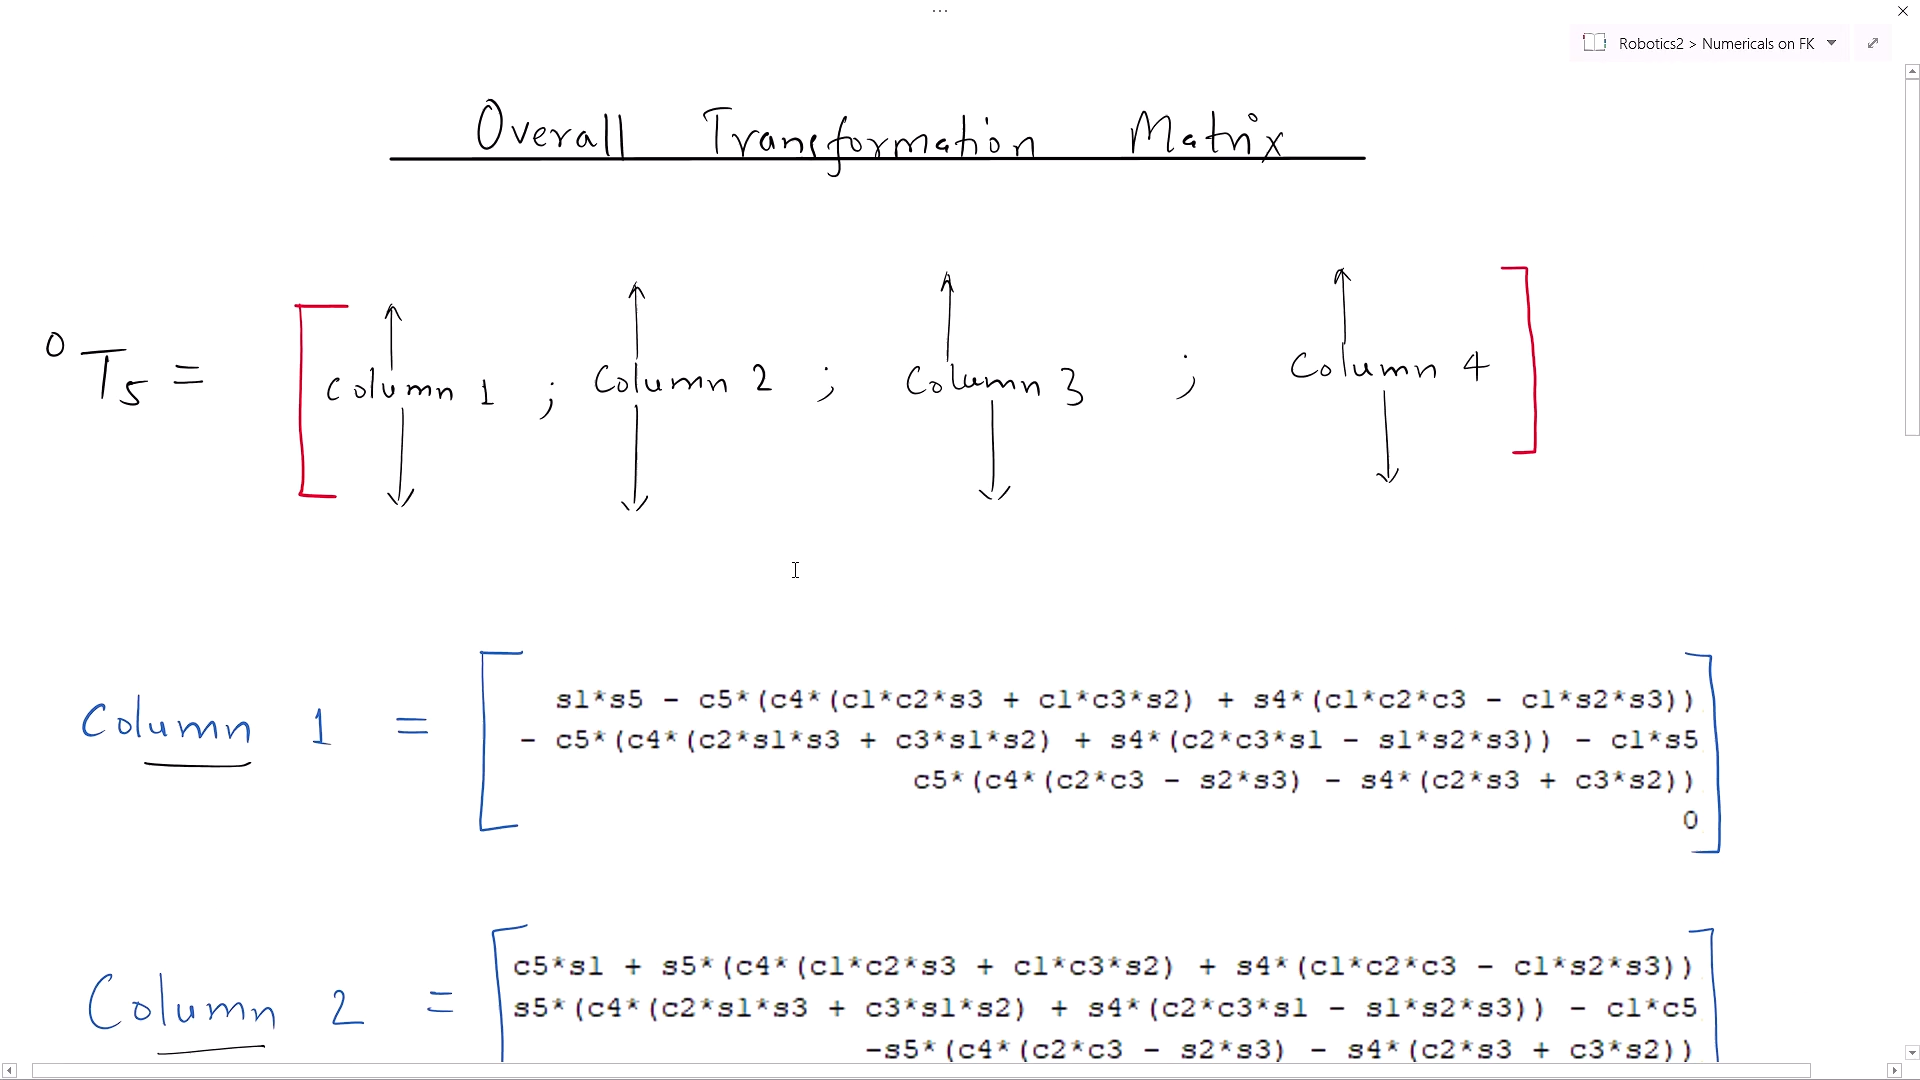 ...
Robotics2 > Numericals on FK
Overall Transformation Matrix
0T5 = [ Column 1 ; Column 2 ; Column 3 ; Column 4 ]
Column 1 =
s1*s5 - c5*(c4*(c1*c2*s3 + c1*c3*s2) + s4*(c1*c2*c3 - c1*s2*s3))
- c5*(c4*(c2*s1*s3 + c3*s1*s2) + s4*(c2*c3*s1 - s1*s2*s3)) - c1*s5
c5*(c4*(c2*c3 - s2*s3) - s4*(c2*s3 + c3*s2))
0
Column 2 =
c5*s1 + s5*(c4*(c1*c2*s3 + c1*c3*s2) + s4*(c1*c2*c3 - c1*s2*s3))
s5*(c4*(c2*s1*s3 + c3*s1*s2) + s4*(c2*c3*s1 - s1*s2*s3)) - c1*c5
-s5*(c4*(c2*c3 - s2*s3) - s4*(c2*s3 + c3*s2))